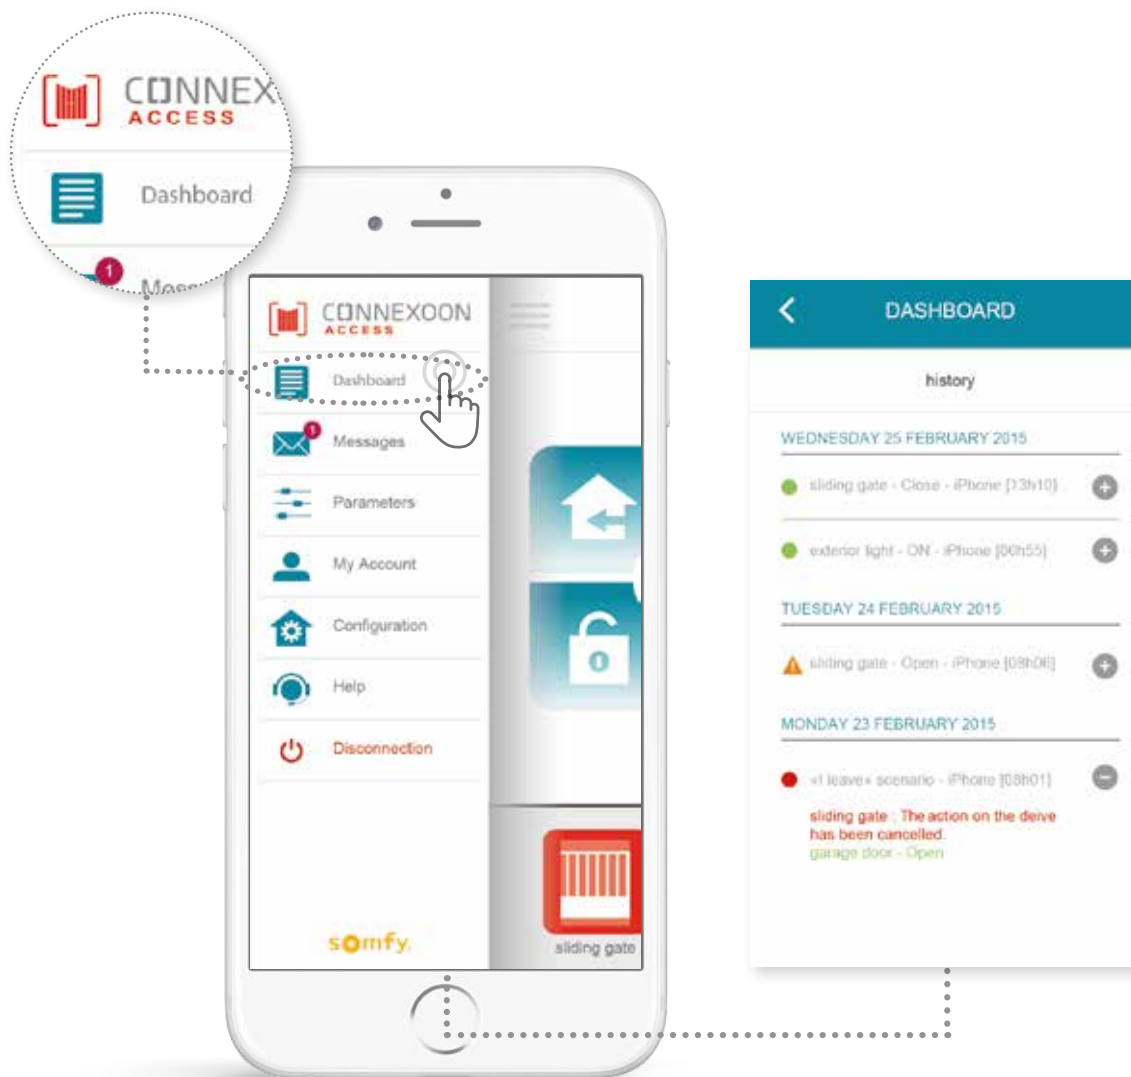 CONNEX
ACCESS
Dashboard
1
Mess
CONNEXOON
ACCESS
Dashboard
1
Messages
Parameters
My Account
Configuration
Help
Disconnection
somfy.
sliding gate
DASHBOARD
history
WEDNESDAY 25 FEBRUARY 2015
sliding gate - Close - iPhone [13h10]
exterior light - ON - iPhone [00h55]
TUESDAY 24 FEBRUARY 2015
sliding gate - Open - iPhone [08h06]
MONDAY 23 FEBRUARY 2015
«I leave» scenario - iPhone [08h01]
sliding gate : The action on the deive
has been cancelled.
garage door - Open